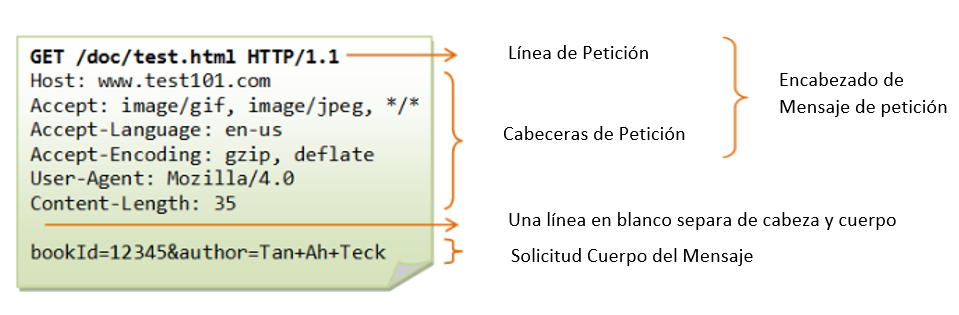 GET /doc/test.html HTTP/1.1
Host: www.test101.com
Accept: image/gif, image/jpeg, */*
Accept-Language: en-us
Accept-Encoding: gzip, deflate
User-Agent: Mozilla/4.0
Content-Length: 35
bookId=12345&author=Tan+Ah+Teck
Línea de Petición
Cabeceras de Petición
Encabezado de
Mensaje de petición
Una línea en blanco separa de cabeza y cuerpo
Solicitud Cuerpo del Mensaje